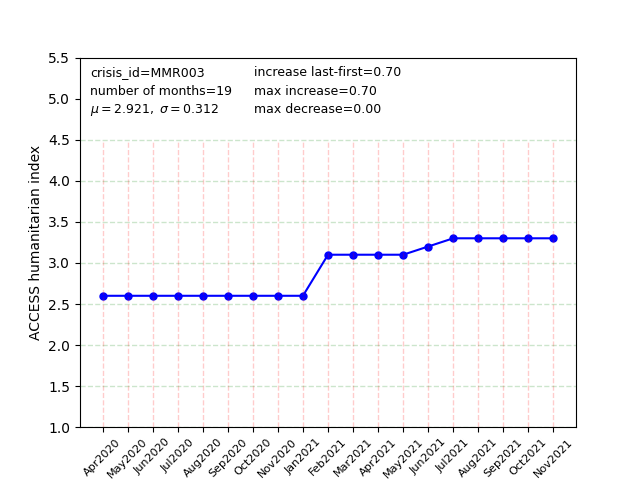 crisis_id=MMR003
number of months=19
μ = 2.921, σ = 0.312
increase last-first=0.70
max increase=0.70
max decrease=0.00
ACCESS humanitarian index
5.5
5.0
4.5
4.0
3.5
3.0
2.5
2.0
1.5
1.0
Apr2020
May2020
Jun2020
Jul2020
Aug2020
Sep2020
Oct2020
Nov2020
Jan2021
Feb2021
Mar2021
Apr2021
May2021
Jun2021
Jul2021
Aug2021
Sep2021
Oct2021
Nov2021